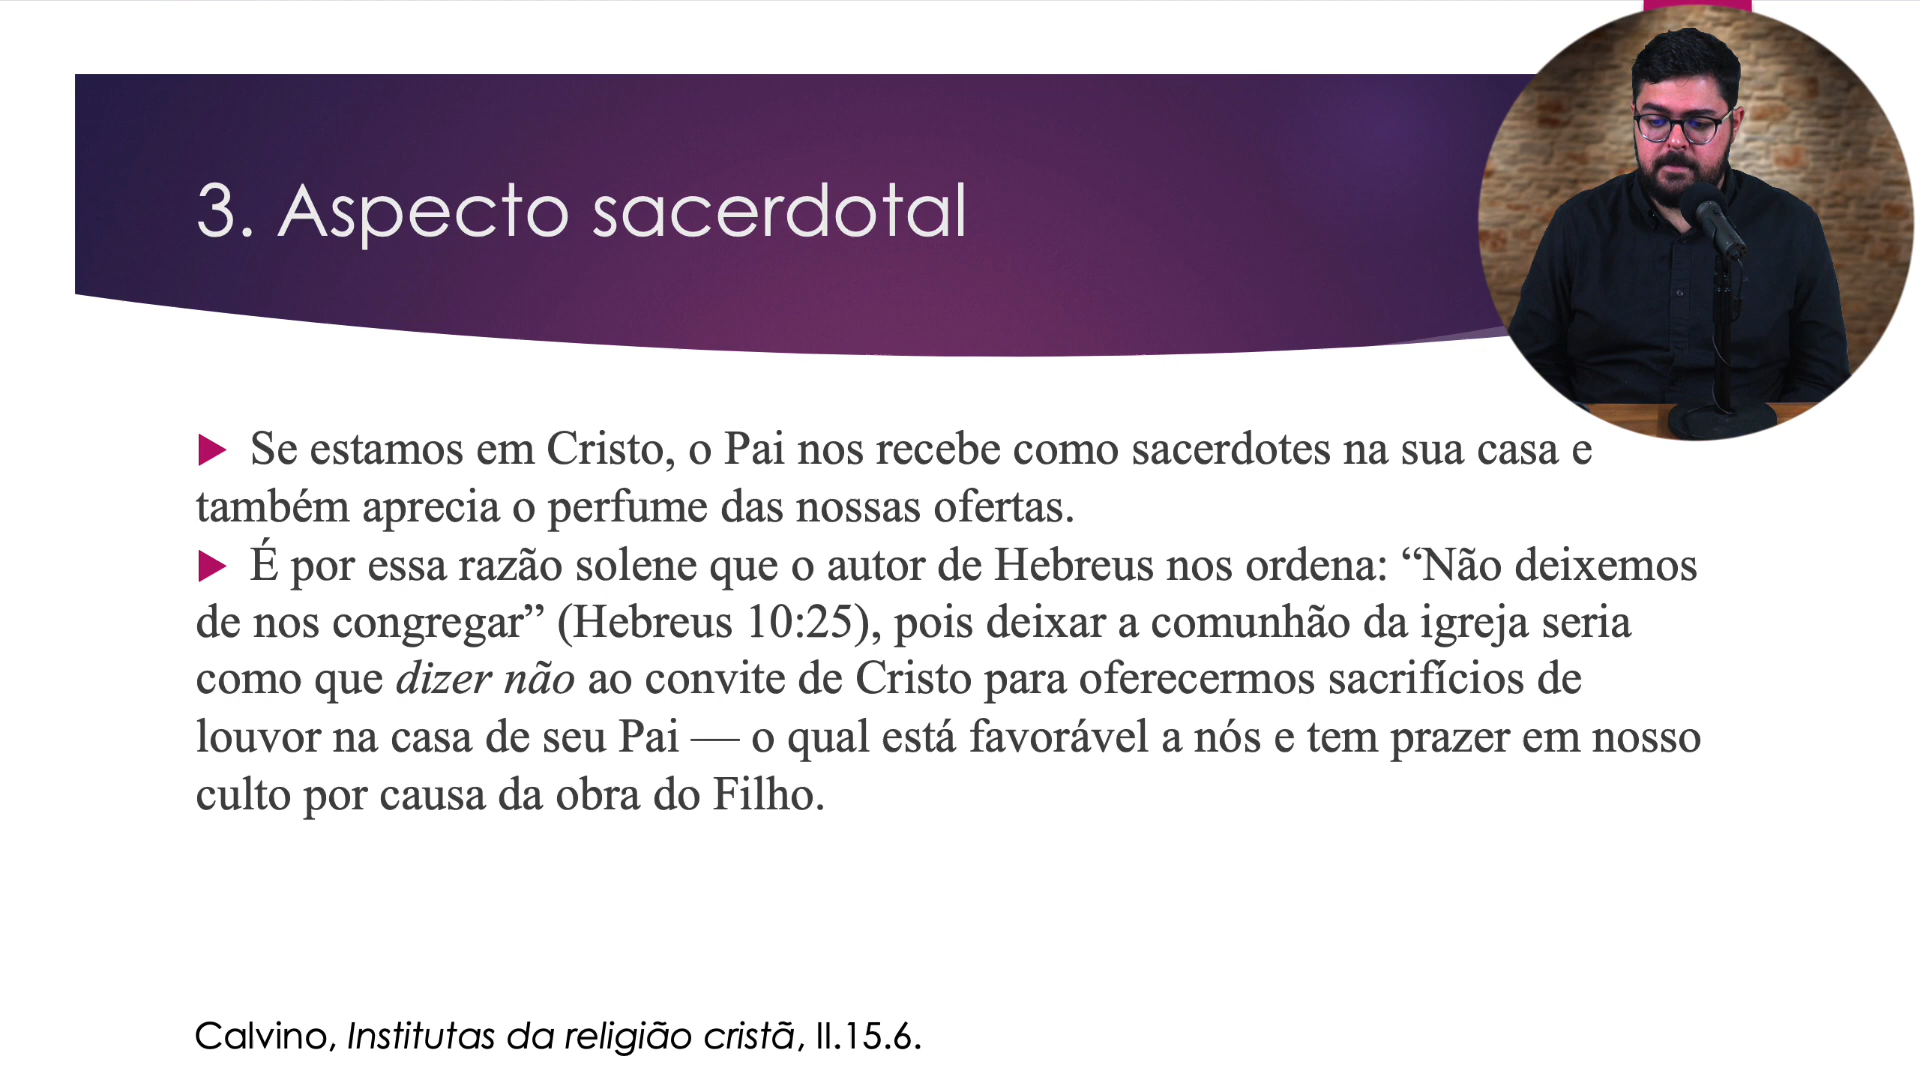 3. Aspecto sacerdotal
Se estamos em Cristo, o Pai nos recebe como sacerdotes na sua casa e
também aprecia o perfume das nossas ofertas.
É por essa razão solene que o autor de Hebreus nos ordena: “Não deixemos
de nos congregar” (Hebreus 10:25), pois deixar a comunhão da igreja seria
como que dizer não ao convite de Cristo para oferecermos sacrifícios de
louvor na casa de seu Pai — o qual está favorável a nós e tem prazer em nosso
culto por causa da obra do Filho.
Calvino, Institutas da religião cristã, II.15.6.